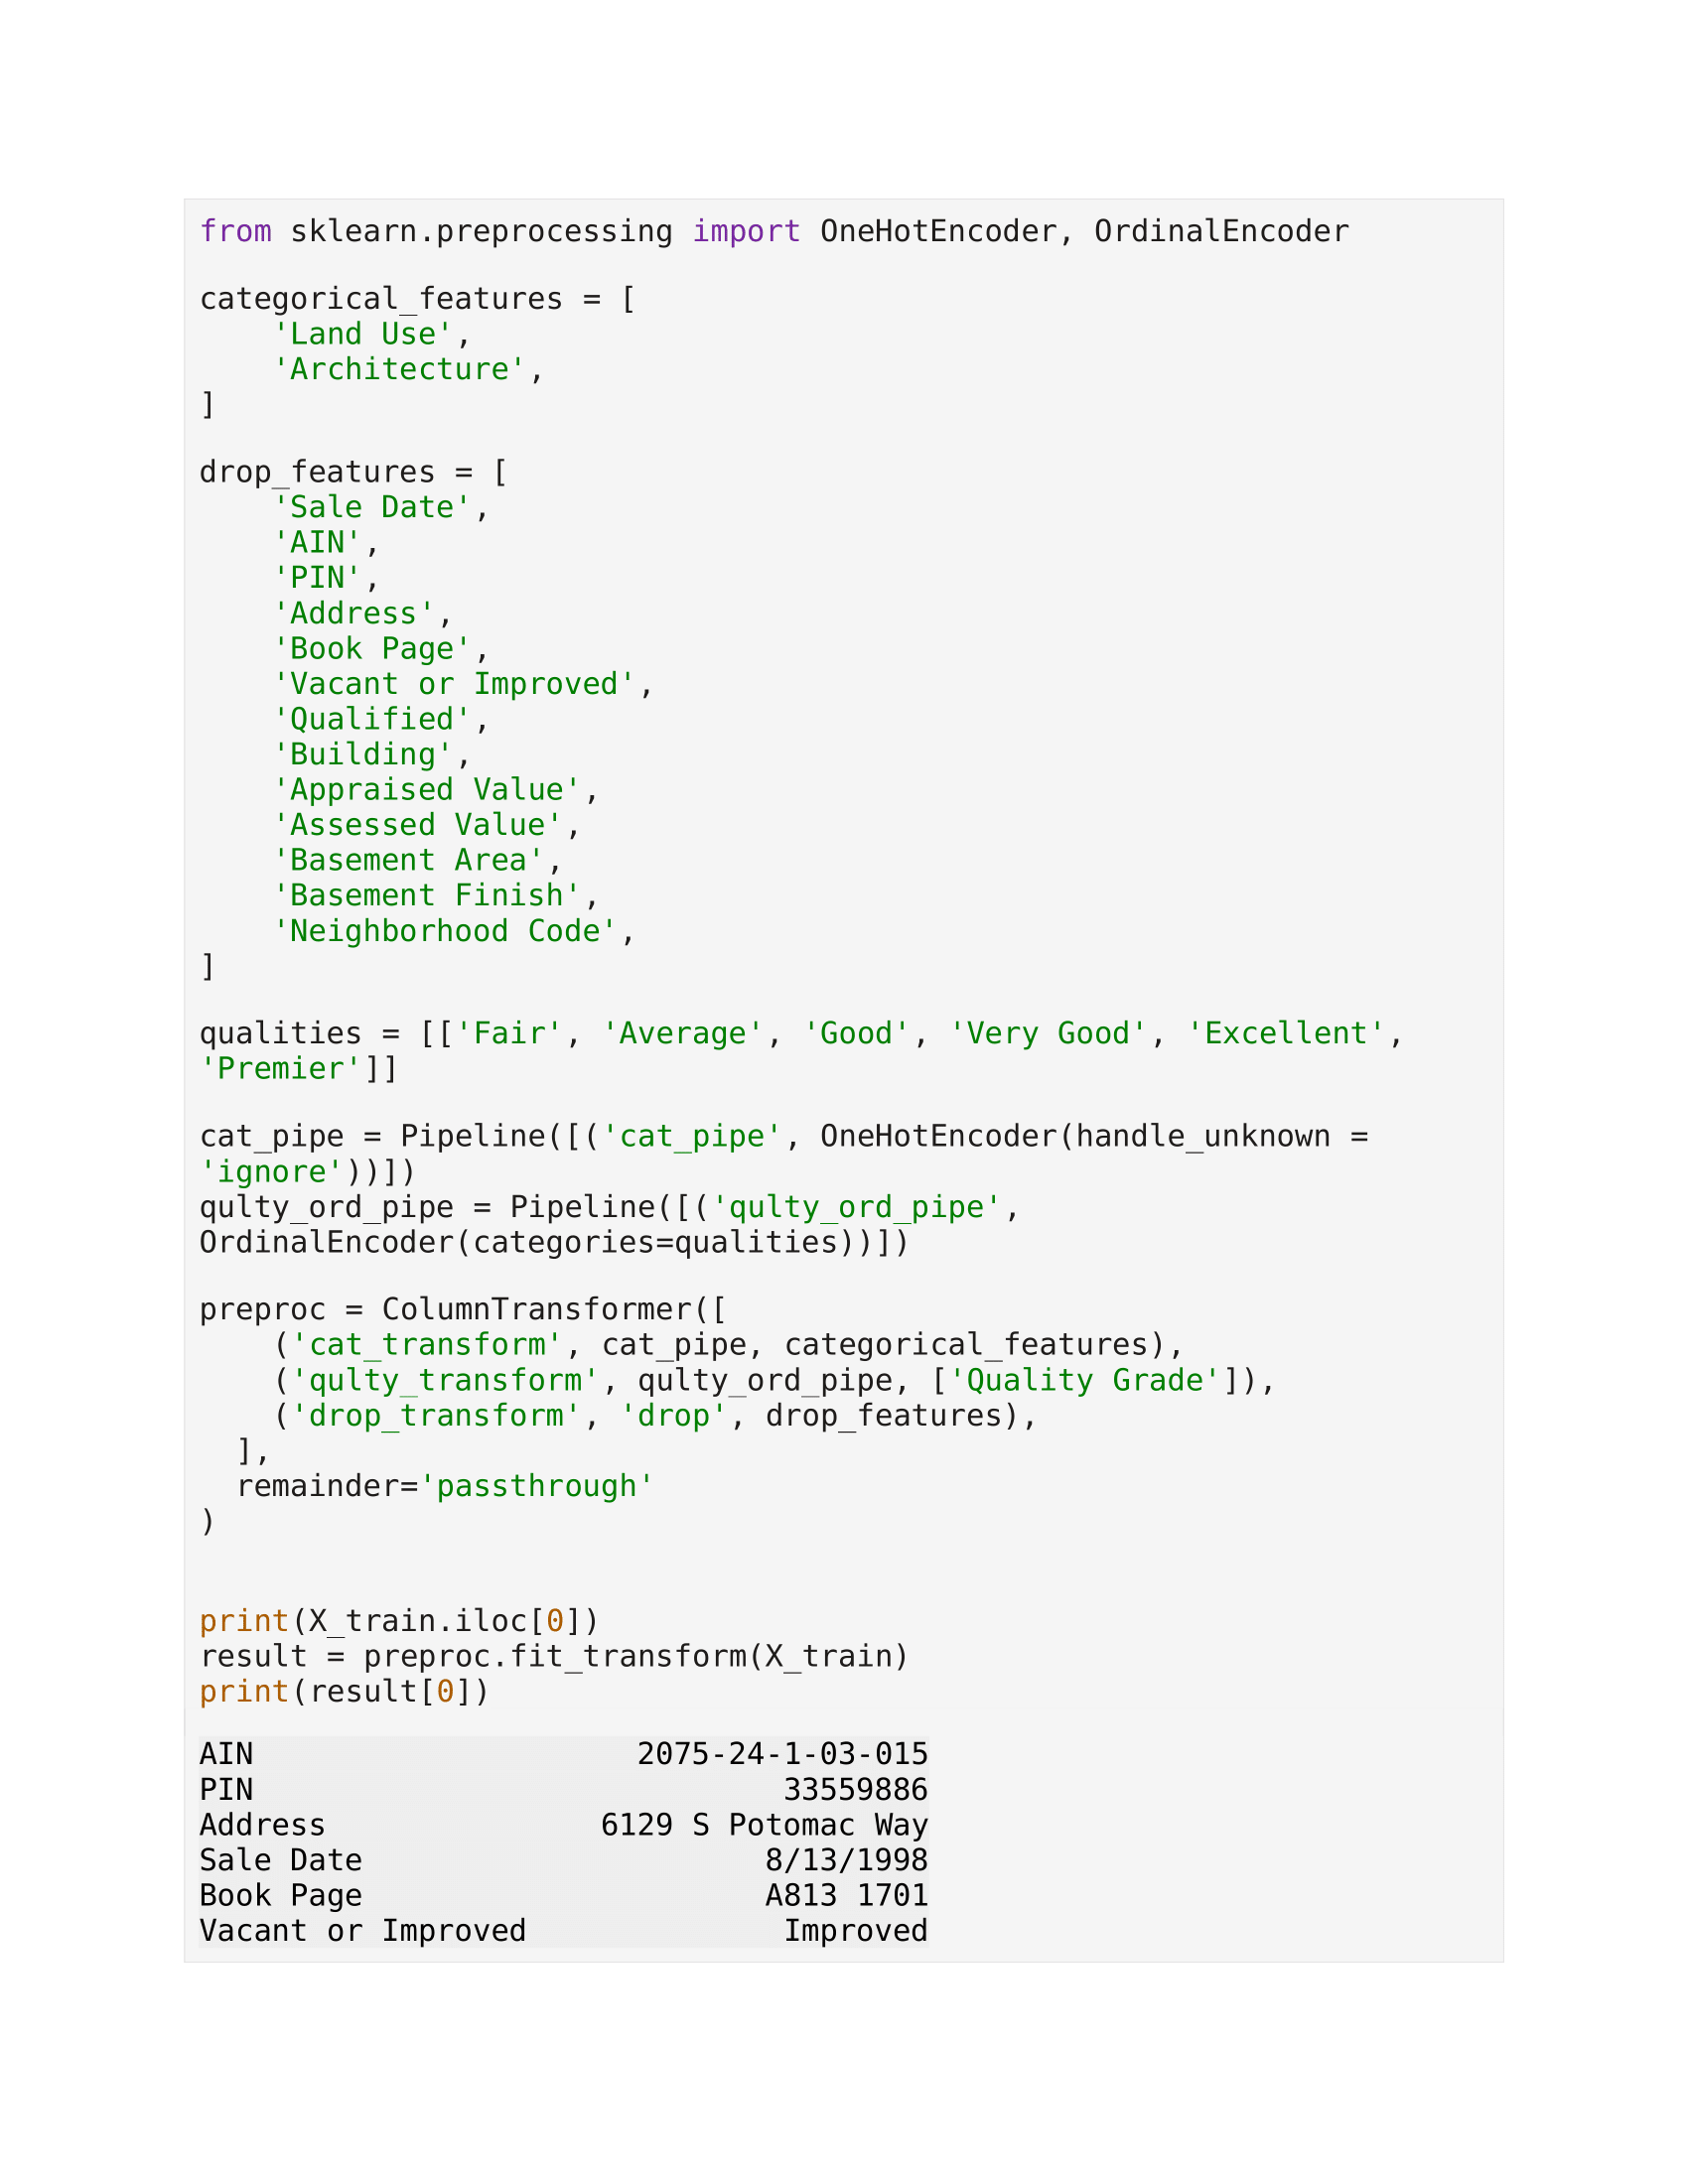 from sklearn.preprocessing import OneHotEncoder, OrdinalEncoder

categorical_features = [
    'Land Use',
    'Architecture',
]

drop_features = [
    'Sale Date',
    'AIN',
    'PIN',
    'Address',
    'Book Page',
    'Vacant or Improved',
    'Qualified',
    'Building',
    'Appraised Value',
    'Assessed Value',
    'Basement Area',
    'Basement Finish',
    'Neighborhood Code',
]

qualities = [['Fair', 'Average', 'Good', 'Very Good', 'Excellent',
'Premier']]

cat_pipe = Pipeline([('cat_pipe', OneHotEncoder(handle_unknown =
'ignore'))])
qulty_ord_pipe = Pipeline([('qulty_ord_pipe',
OrdinalEncoder(categories=qualities))])

preproc = ColumnTransformer([
    ('cat_transform', cat_pipe, categorical_features),
    ('qulty_transform', qulty_ord_pipe, ['Quality Grade']),
    ('drop_transform', 'drop', drop_features),
  ],
  remainder='passthrough'
)

print(X_train.iloc[0])
result = preproc.fit_transform(X_train)
print(result[0])

AIN                     2075-24-1-03-015
PIN                             33559886
Address               6129 S Potomac Way
Sale Date                      8/13/1998
Book Page                      A813 1701
Vacant or Improved              Improved